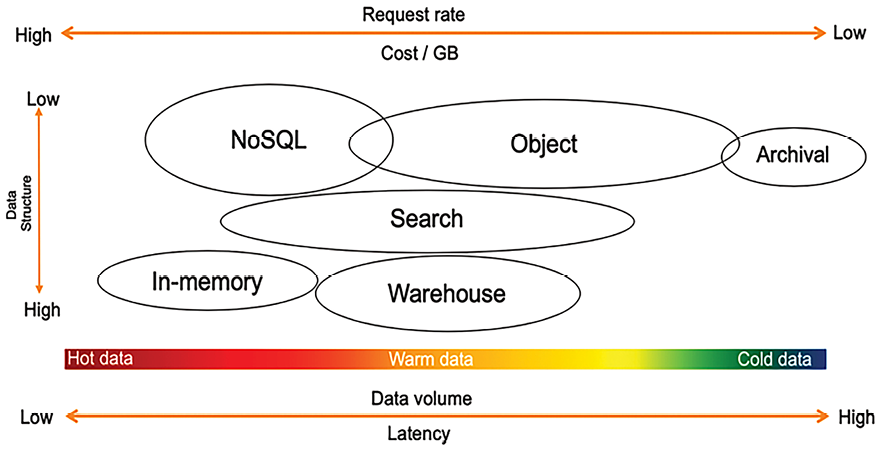 Request rate
High
Low
Cost / GB
Low
Data
Structure
High
NoSQL
Object
Archival
Search
In-memory
Warehouse
Hot data
Warm data
Cold data
Data volume
Low
High
Latency